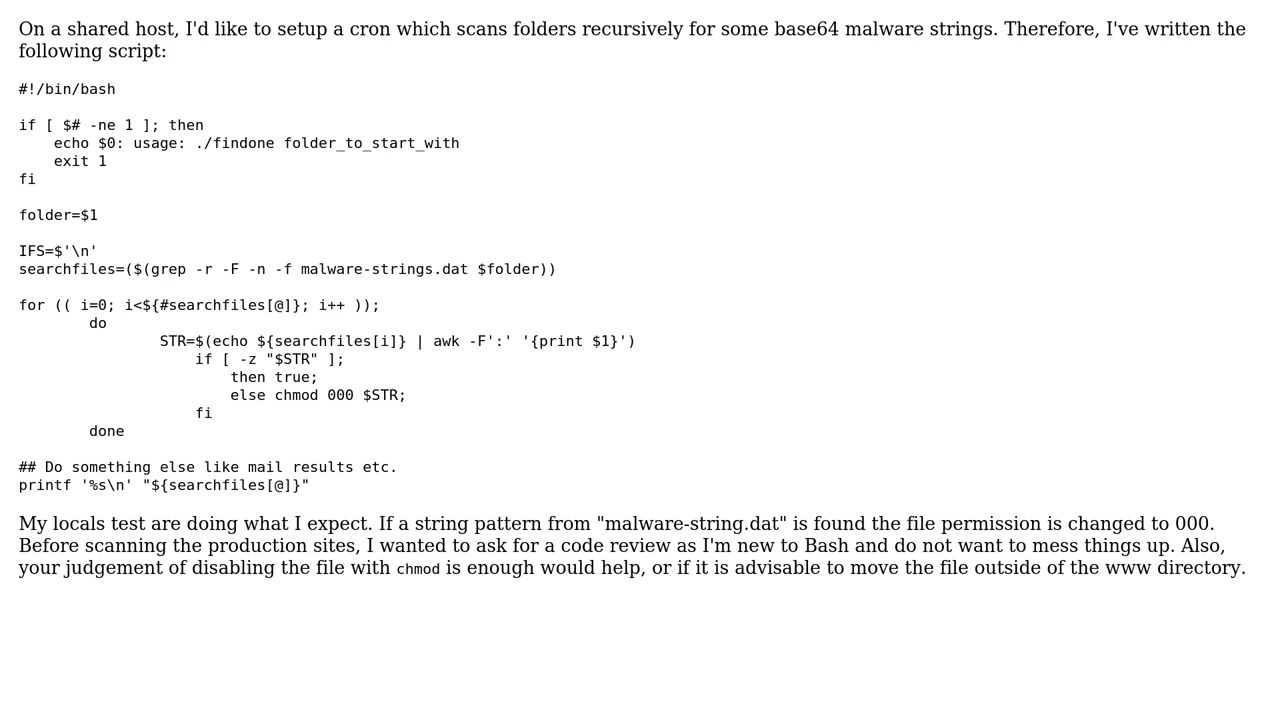 On a shared host, I'd like to setup a cron which scans folders recursively for some base64 malware strings. Therefore, I've written the
following script:
#!/bin/bash
if [ $# -ne 1 ]; then
    echo $0: usage: ./findone folder_to_start_with
    exit 1
fi
folder=$1
IFS=$'\n'
searchfiles=($(grep -r -F -n -f malware-strings.dat $folder))
for (( i=0; i<${#searchfiles[@]}; i++ ));
        do
                STR=$(echo ${searchfiles[i]} | awk -F':' '{print $1}')
                    if [ -z "$STR" ];
                        then true;
                        else chmod 000 $STR;
                    fi
        done
## Do something else like mail results etc.
printf '%s\n' "${searchfiles[@]}"
My locals test are doing what I expect. If a string pattern from "malware-string.dat" is found the file permission is changed to 000.
Before scanning the production sites, I wanted to ask for a code review as I'm new to Bash and do not want to mess things up. Also,
your judgement of disabling the file with chmod is enough would help, or if it is advisable to move the file outside of the www directory.